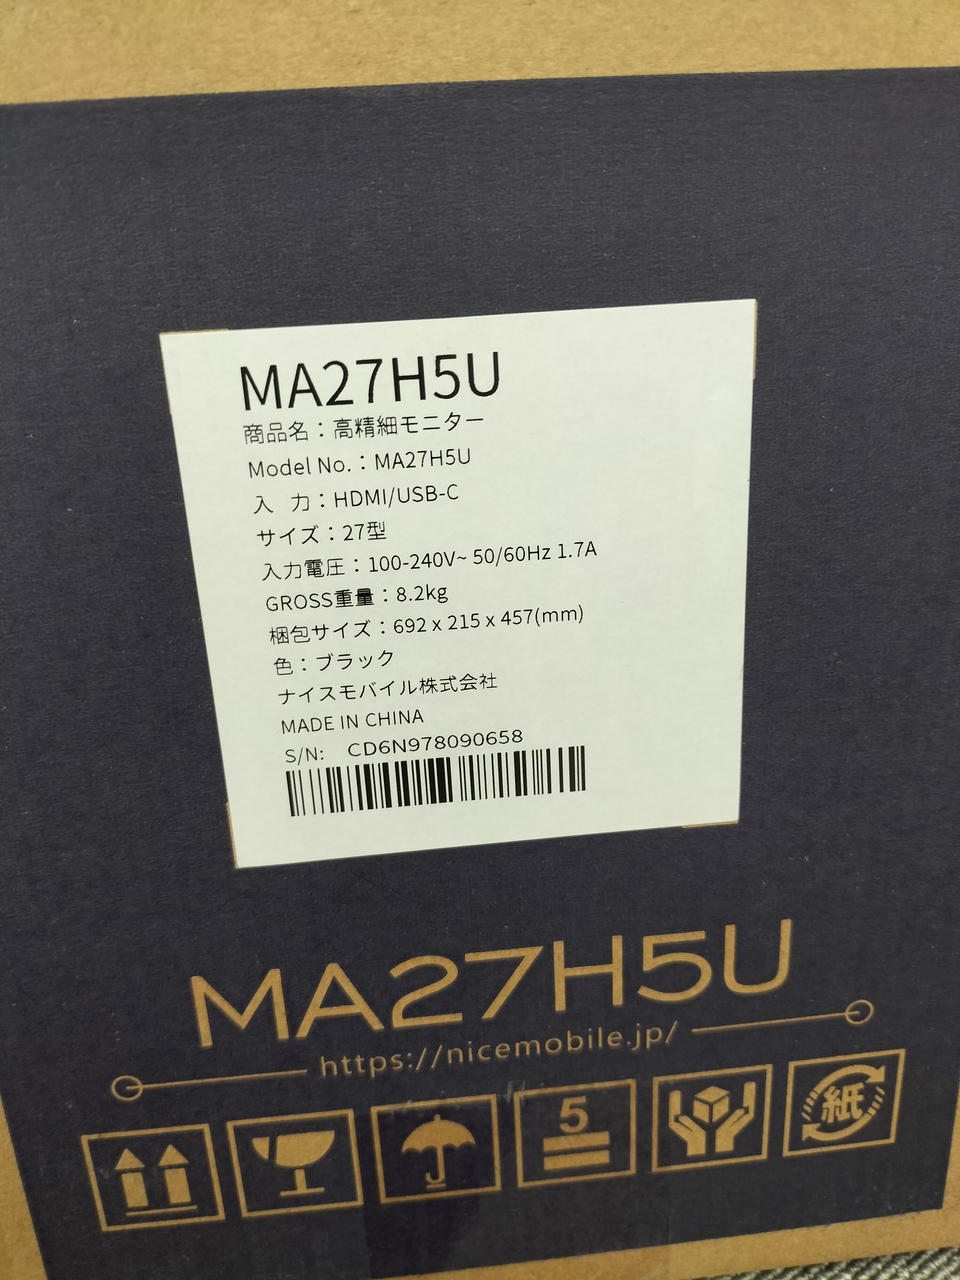 MA27H5U
商品名：高精細モニター
Model No.：MA27H5U
入 力：HDMI/USB-C
サイズ：27型
入力電圧：100-240V~ 50/60Hz 1.7A
GROSS重量：8.2kg
梱包サイズ：692 x 215 x 457(mm)
色：ブラック
ナイスモバイル株式会社
MADE IN CHINA
S/N: CD6N978090658
MA27H5U
https://nicemobile.jp/
5
紙